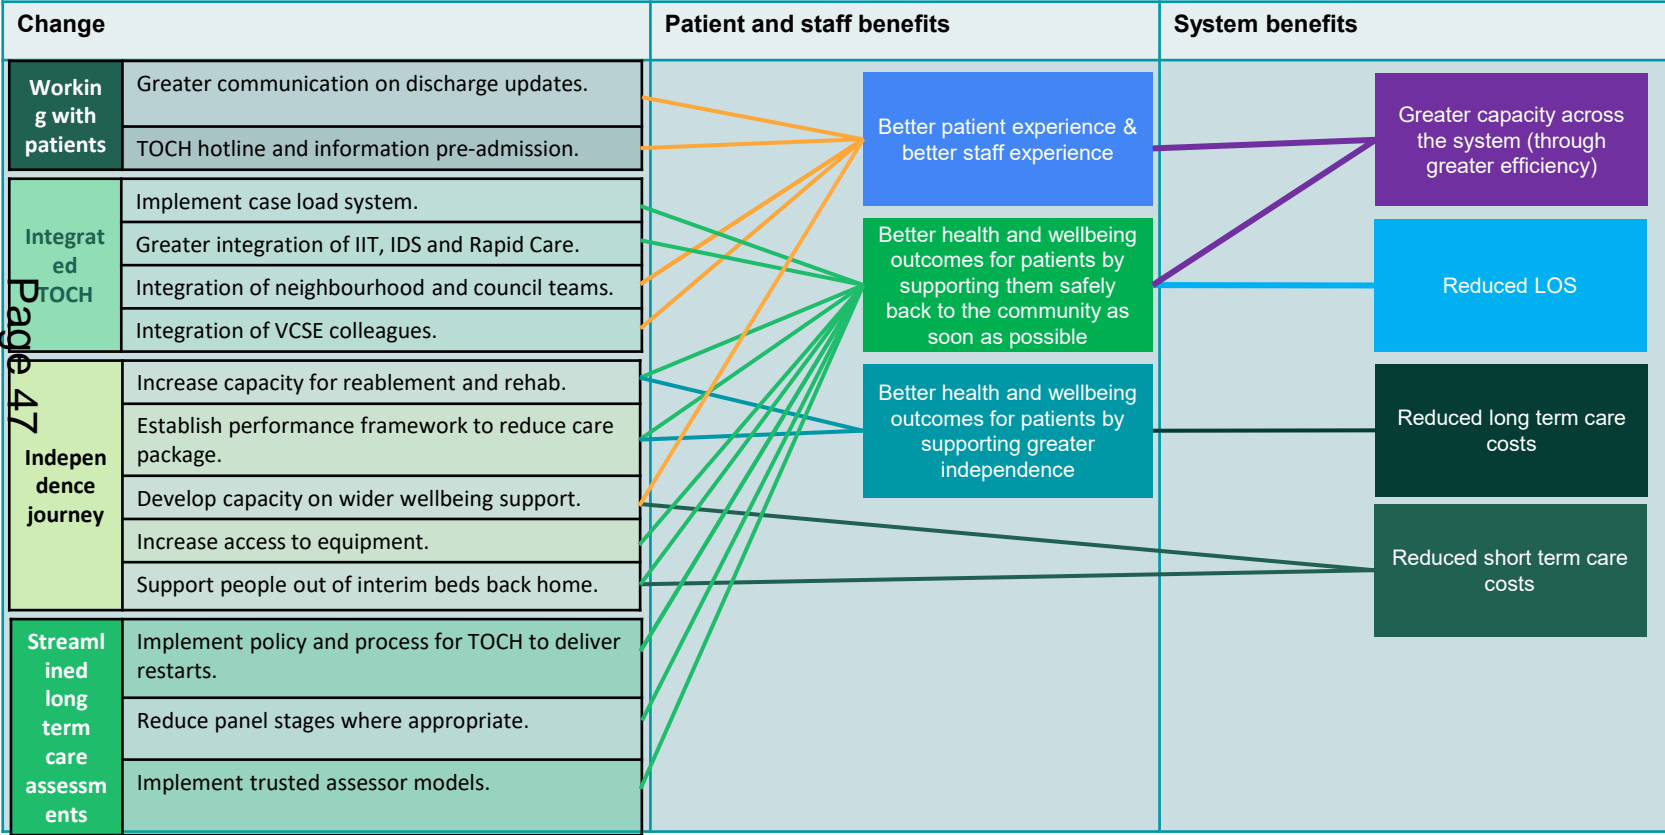 Change
Patient and staff benefits
System benefits
Workin
g with
patients
Greater communication on discharge updates.
TOCH hotline and information pre-admission.
Integrat
ed
TOCH
Implement case load system.
Greater integration of IIT, IDS and Rapid Care.
Integration of neighbourhood and council teams.
Integration of VCSE colleagues.
Page 47
Indepen
dence
journey
Increase capacity for reablement and rehab.
Establish performance framework to reduce care
package.
Develop capacity on wider wellbeing support.
Increase access to equipment.
Support people out of interim beds back home.
Streaml
ined
long
term
care
assessm
ents
Implement policy and process for TOCH to deliver
restarts.
Reduce panel stages where appropriate.
Implement trusted assessor models.
Better patient experience &
better staff experience
Better health and wellbeing
outcomes for patients by
supporting them safely
back to the community as
soon as possible
Better health and wellbeing
outcomes for patients by
supporting greater
independence
Greater capacity across
the system (through
greater efficiency)
Reduced LOS
Reduced long term care
costs
Reduced short term care
costs